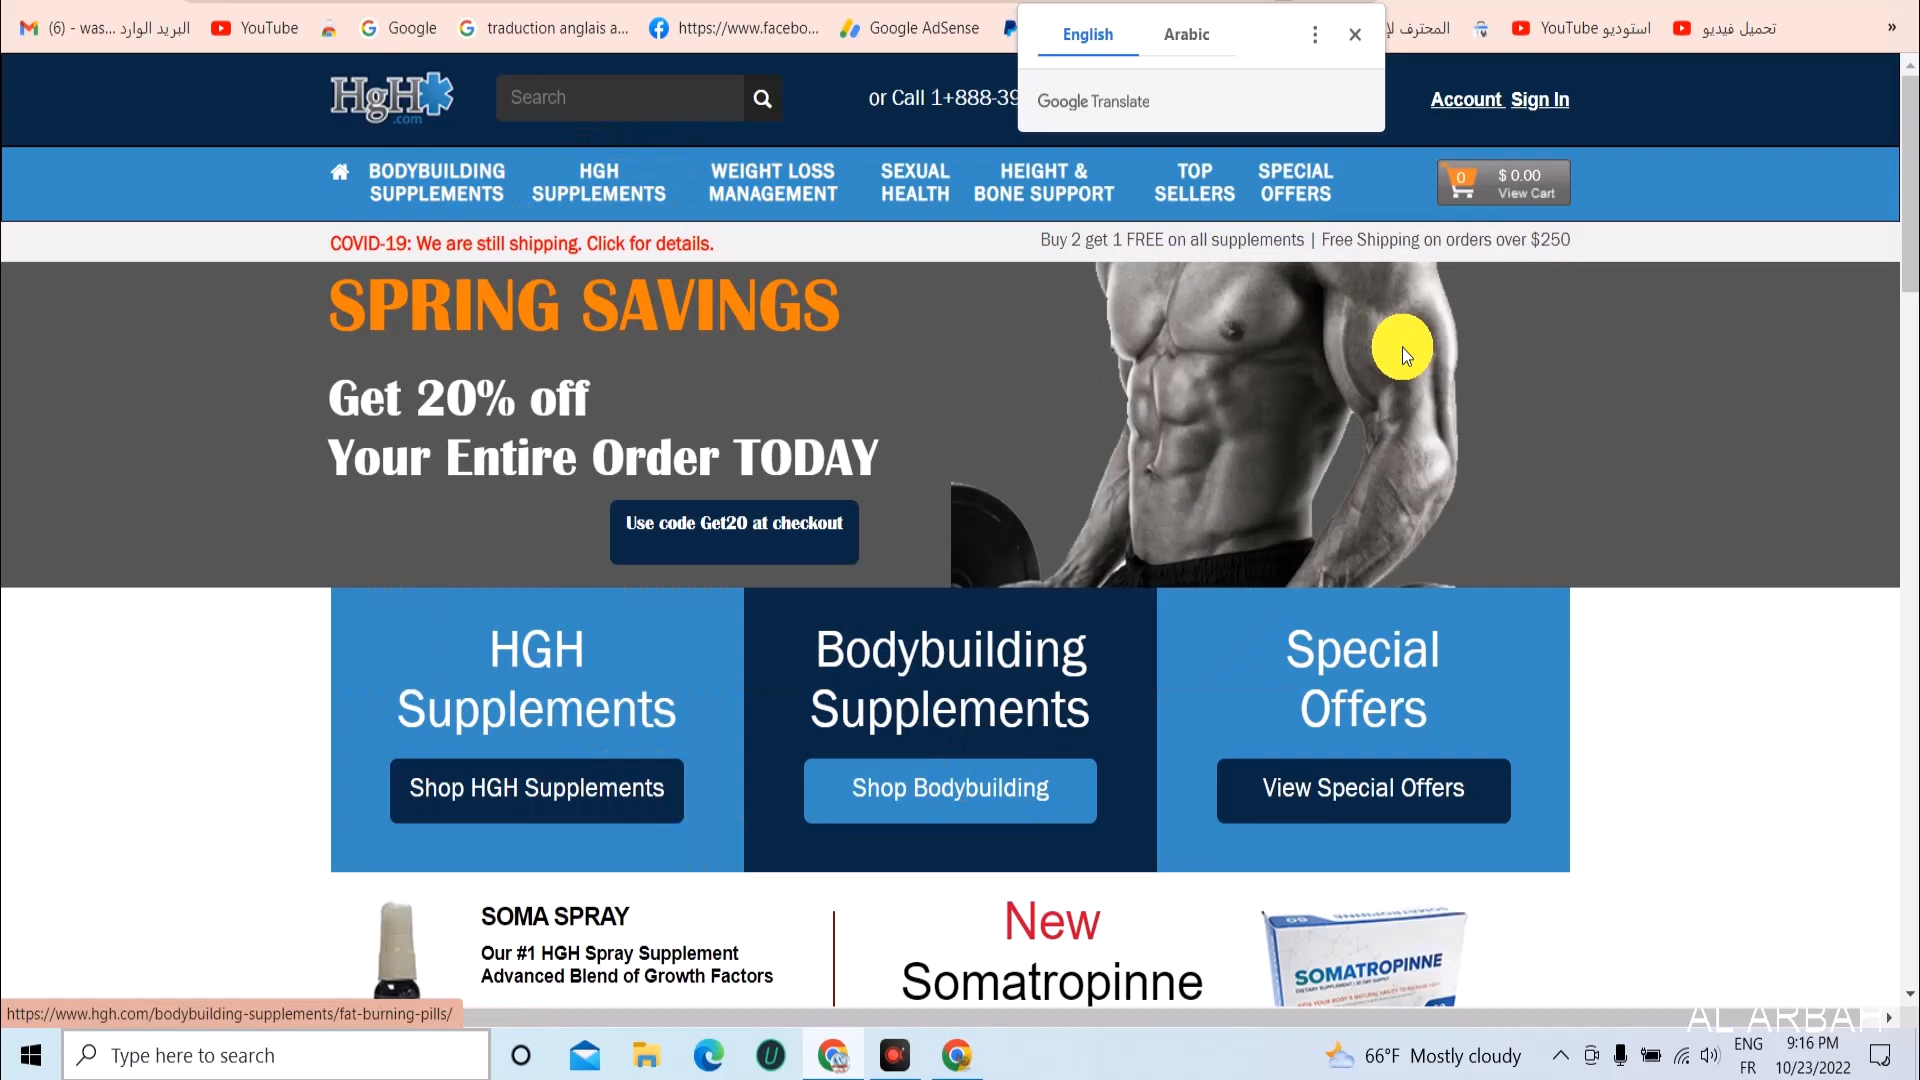 البريد الوارد (6) - was...
YouTube
Google
traduction anglais a...
https://www.facebo...
Google AdSense
المحترف لإ
استوديو YouTube
تحميل فيديو
»
English
Arabic
Google Translate
HgH
.com
Search
or Call 1+888-39
Account Sign In
BODYBUILDING
SUPPLEMENTS
HGH
SUPPLEMENTS
WEIGHT LOSS
MANAGEMENT
SEXUAL
HEALTH
HEIGHT &
BONE SUPPORT
TOP
SELLERS
SPECIAL
OFFERS
0
$ 0.00
View Cart
COVID-19: We are still shipping. Click for details.
Buy 2 get 1 FREE on all supplements | Free Shipping on orders over $250
SPRING SAVINGS
Get 20% off
Your Entire Order TODAY
Use code Get20 at checkout
HGH
Supplements
Shop HGH Supplements
Bodybuilding
Supplements
Shop Bodybuilding
Special
Offers
View Special Offers
SOMA SPRAY
Our #1 HGH Spray Supplement
Advanced Blend of Growth Factors
New
Somatropinne
SOMATROPINNE
https://www.hgh.com/bodybuilding-supplements/fat-burning-pills/
AL ARBAH
Type here to search
66°F Mostly cloudy
ENG
FR
9:16 PM
10/23/2022